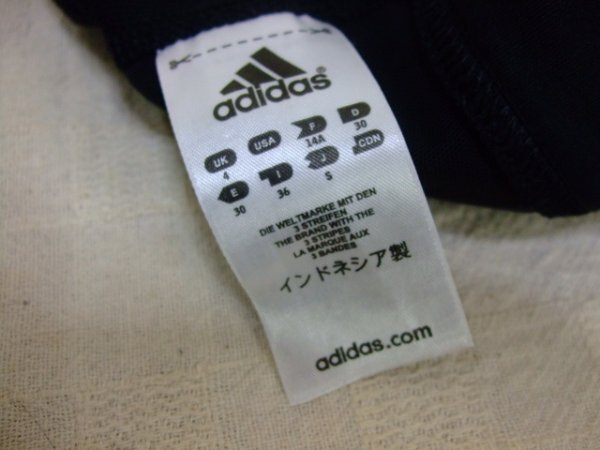 adidas®
UK USA F D
4 14A 30
E I J CDN
30 36 S
DIE WELTMARKE MIT DEN
3 STREIFEN
THE BRAND WITH THE
3 STRIPES
LA MARQUE AUX
3 BANDES
インドネシア製
adidas.com